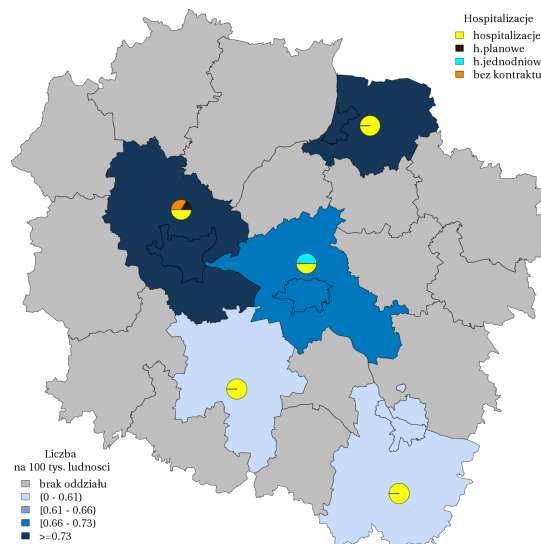 Hospitalizacje
hospitalizacje
h.planowe
h.jednodniow
bez kontraktu
Liczba
na 100 tys. ludnosci
brak oddziału
(0 - 0.61)
[0.61 - 0.66)
[0.66 - 0.73)
>=0.73